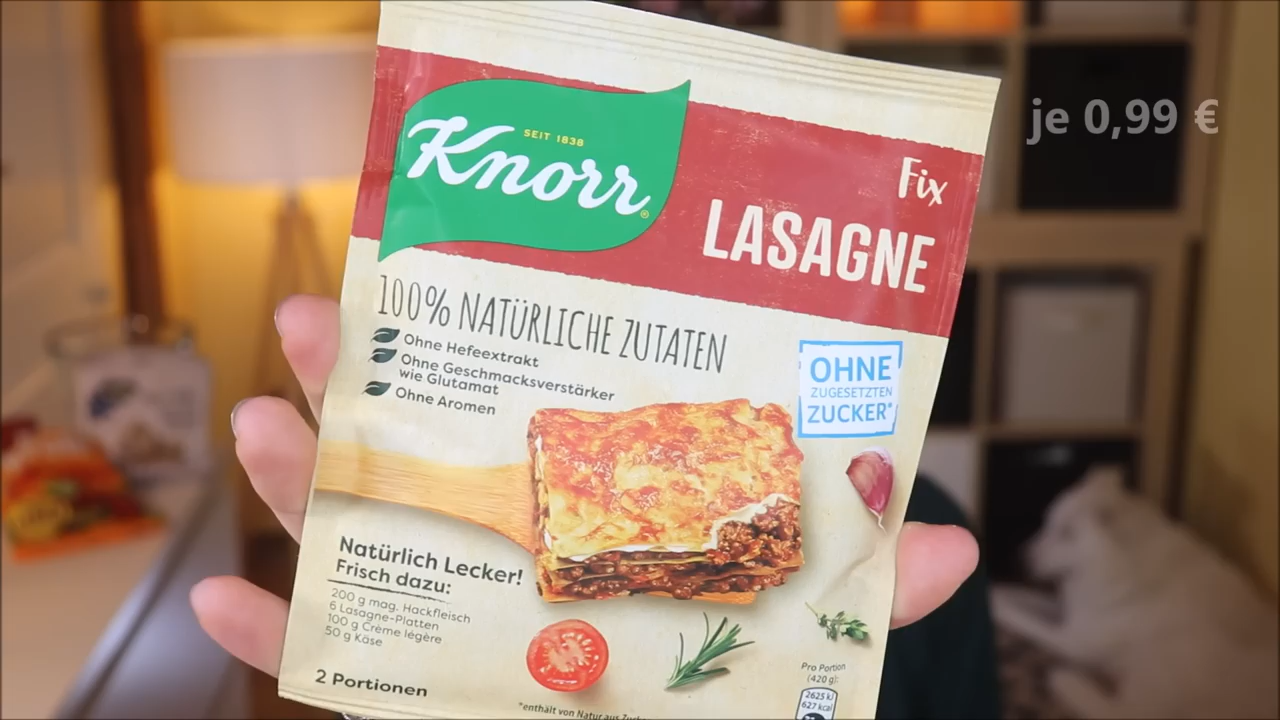 je 0,99 €
SEIT 1838
Knorr®
Fix
LASAGNE
100% NATÜRLICHE ZUTATEN
Ohne Hefeextrakt
Ohne Geschmacksverstärker
wie Glutamat
Ohne Aromen
OHNE
ZUGESETZTEN
ZUCKER*
Natürlich Lecker!
Frisch dazu:
200 g mag. Hackfleisch
6 Lasagne-Platten
100 g Crème légère
50 g Käse
2 Portionen
Pro Portion
(420 g):
2625 kJ
627 kcal
*enthält von Natur aus